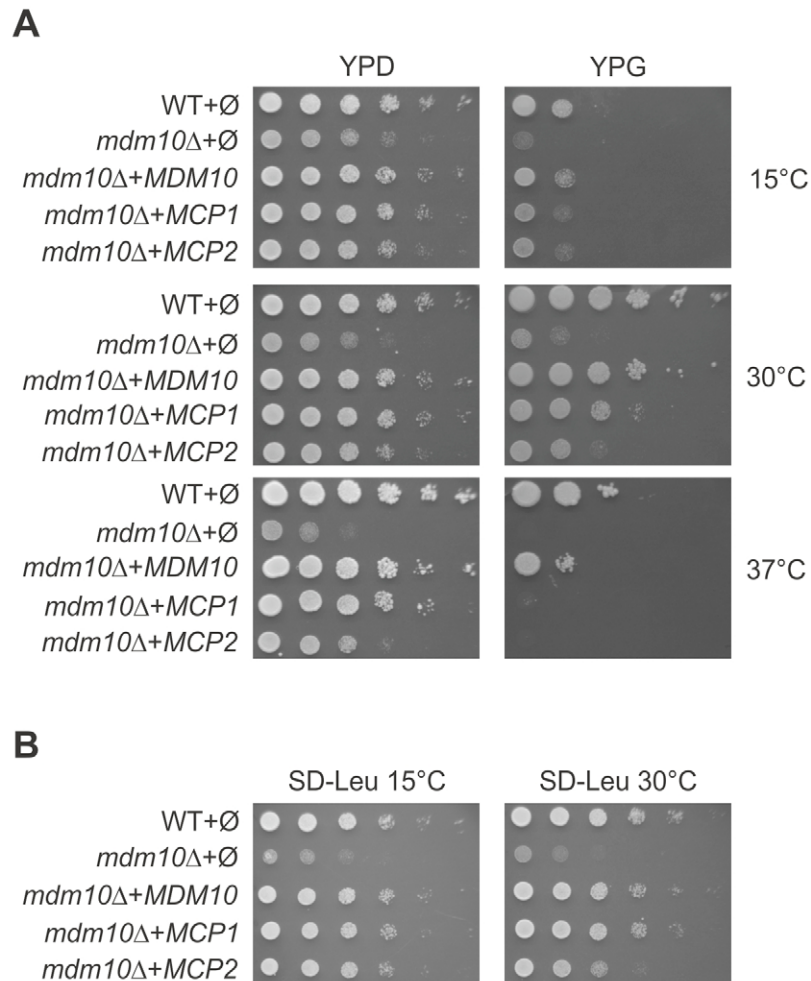 A
YPD YPG
WT+Ø
mdm10Δ+Ø
mdm10Δ+MDM10
mdm10Δ+MCP1
mdm10Δ+MCP2
15°C
WT+Ø
mdm10Δ+Ø
mdm10Δ+MDM10
mdm10Δ+MCP1
mdm10Δ+MCP2
30°C
WT+Ø
mdm10Δ+Ø
mdm10Δ+MDM10
mdm10Δ+MCP1
mdm10Δ+MCP2
37°C
B
SD-Leu 15°C SD-Leu 30°C
WT+Ø
mdm10Δ+Ø
mdm10Δ+MDM10
mdm10Δ+MCP1
mdm10Δ+MCP2